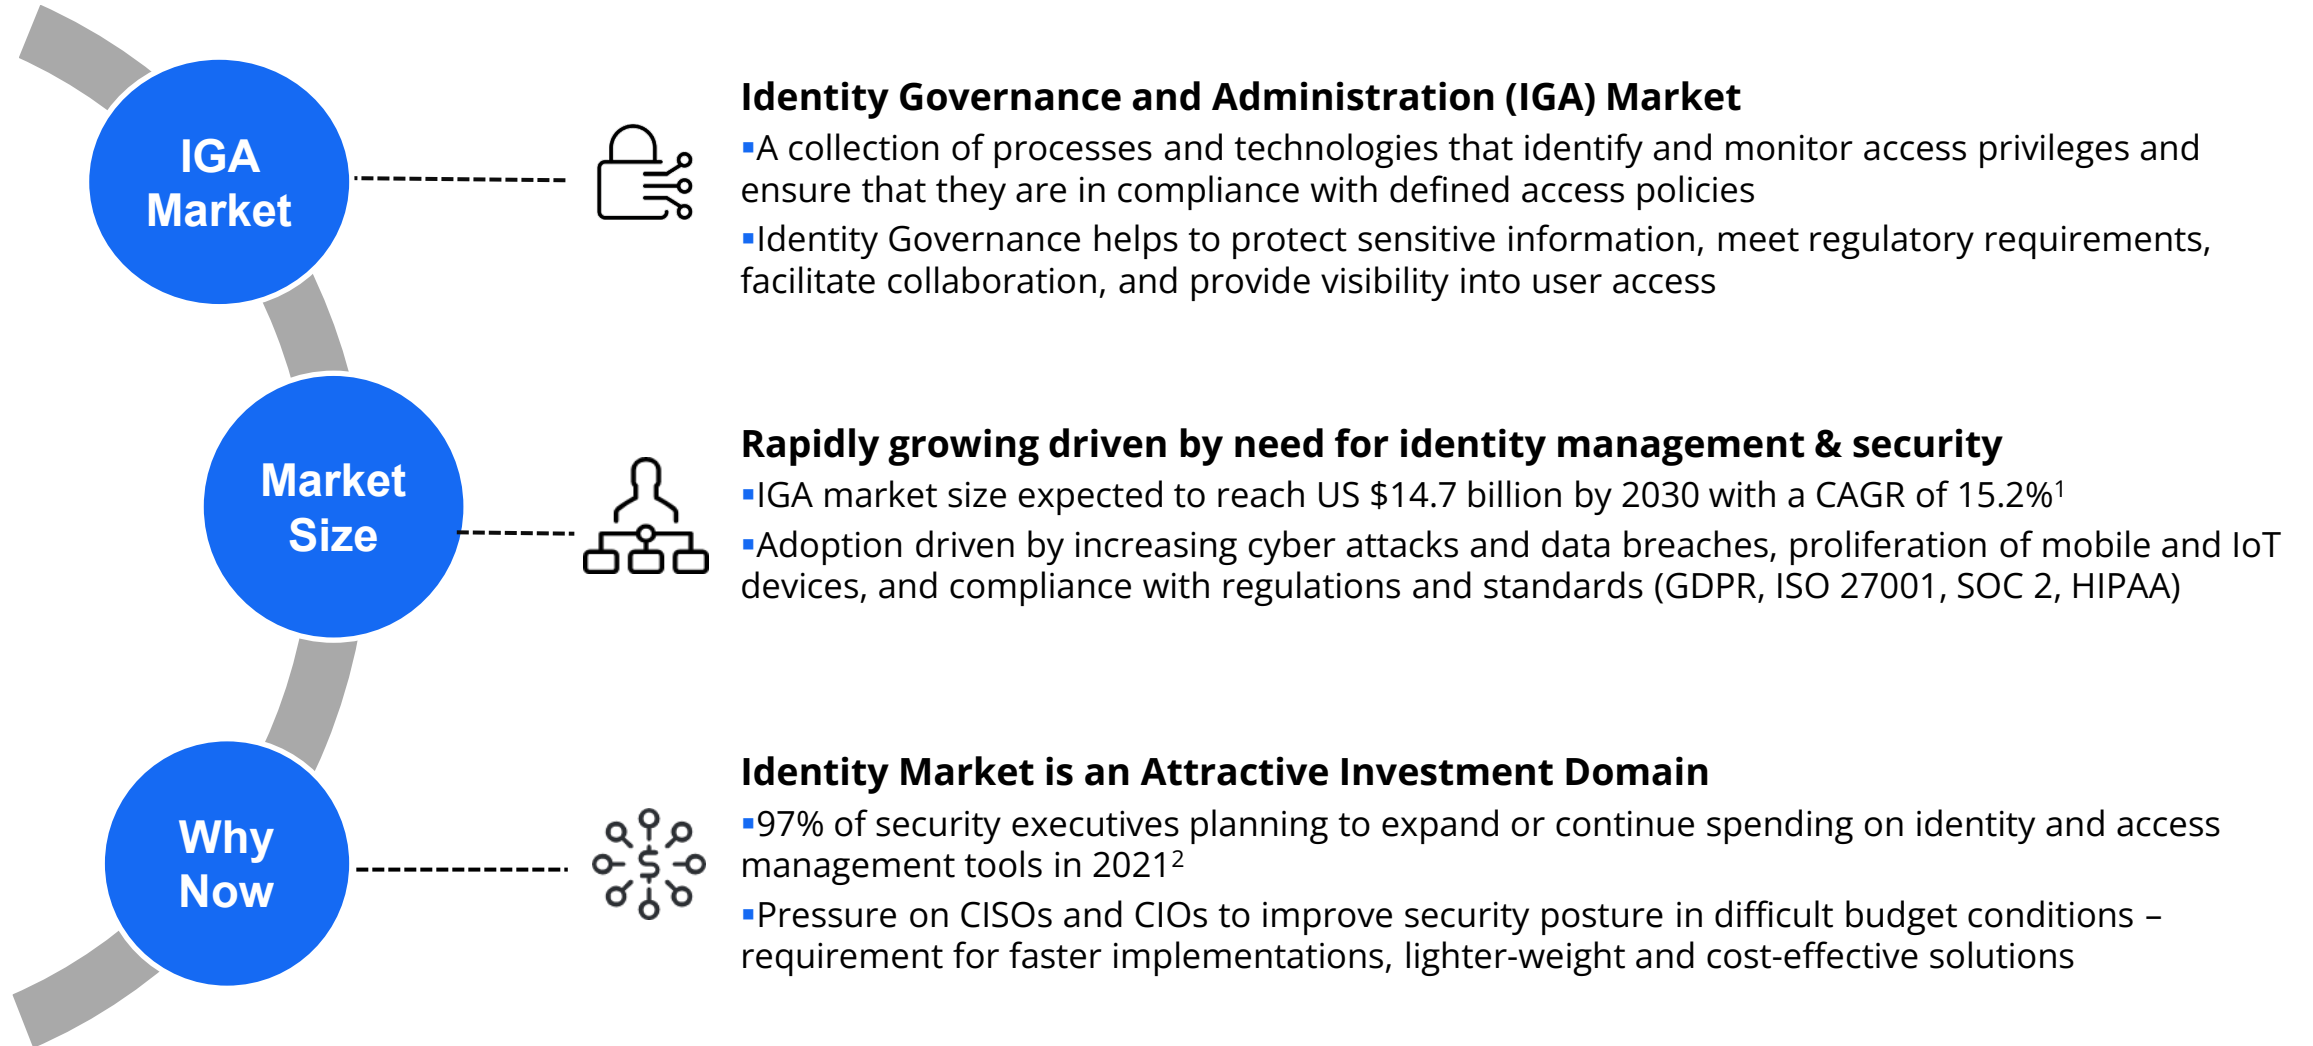 IGA
Market
Identity Governance and Administration (IGA) Market
▪A collection of processes and technologies that identify and monitor access privileges and
ensure that they are in compliance with defined access policies
▪Identity Governance helps to protect sensitive information, meet regulatory requirements,
facilitate collaboration, and provide visibility into user access
Market
Size
Rapidly growing driven by need for identity management & security
▪IGA market size expected to reach US $14.7 billion by 2030 with a CAGR of 15.2%¹
▪Adoption driven by increasing cyber attacks and data breaches, proliferation of mobile and IoT
devices, and compliance with regulations and standards (GDPR, ISO 27001, SOC 2, HIPAA)
Why
Now
$
Identity Market is an Attractive Investment Domain
▪97% of security executives planning to expand or continue spending on identity and access
management tools in 2021²
▪Pressure on CISOs and CIOs to improve security posture in difficult budget conditions –
requirement for faster implementations, lighter-weight and cost-effective solutions